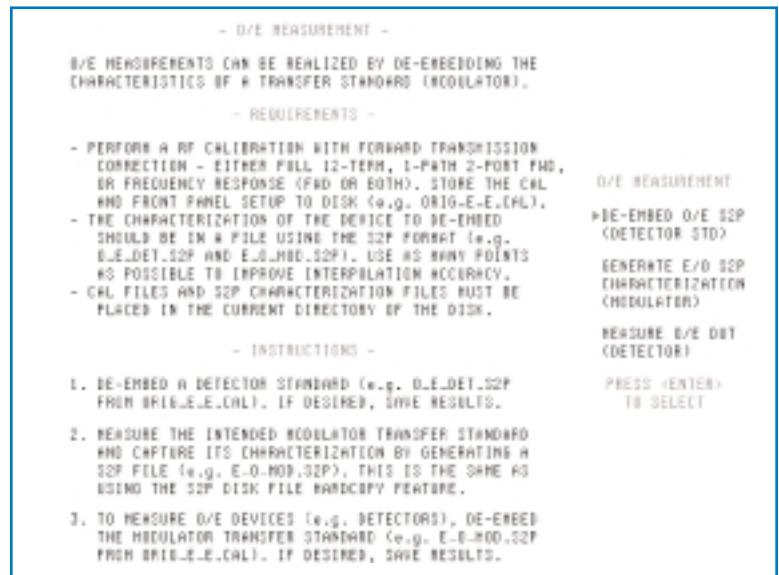 - O/E MEASUREMENT -
O/E MEASUREMENTS CAN BE REALIZED BY DE-EMBEDDING THE
CHARACTERISTICS OF A TRANSFER STANDARD (MODULATOR).
- REQUIREMENTS -
- PERFORM A RF CALIBRATION WITH FORWARD TRANSMISSION
CORRECTION - EITHER FULL 12-TERM, 1-PATH 2-PORT FWD,
OR FREQUENCY RESPONSE (FWD OR BOTH). STORE THE CAL
AND FRONT PANEL SETUP TO DISK (e.g. ORIG_E_E.CAL).
- THE CHARACTERIZATION OF THE DEVICE TO DE-EMBED
SHOULD BE IN A FILE USING THE S2P FORMAT (e.g.
O_E_DET.S2P AND E_O_MOD.S2P). USE AS MANY POINTS
AS POSSIBLE TO IMPROVE INTERPOLATION ACCURACY.
- CAL FILES AND S2P CHARACTERIZATION FILES MUST BE
PLACED IN THE CURRENT DIRECTORY OF THE DISK.
- INSTRUCTIONS -
1. DE-EMBED A DETECTOR STANDARD (e.g. O_E_DET.S2P
FROM ORIG_E_E.CAL). IF DESIRED, SAVE RESULTS.
2. MEASURE THE INTENDED MODULATOR TRANSFER STANDARD
AND CAPTURE ITS CHARACTERIZATION BY GENERATING A
S2P FILE (e.g. E-O-MOD.S2P). THIS IS THE SAME AS
USING THE S2P DISK FILE HARDCOPY FEATURE.
3. TO MEASURE O/E DEVICES (e.g. DETECTORS), DE-EMBED
THE MODULATOR TRANSFER STANDARD (e.g. E-O-MOD.S2P
FROM ORIG_E_E.CAL). IF DESIRED, SAVE RESULTS.
O/E MEASUREMENT
▸DE-EMBED O/E S2P
(DETECTOR STD)
GENERATE E/O S2P
CHARACTERIZATION
(MODULATOR)
MEASURE O/E DUT
(DETECTOR)
PRESS <ENTER>
TO SELECT